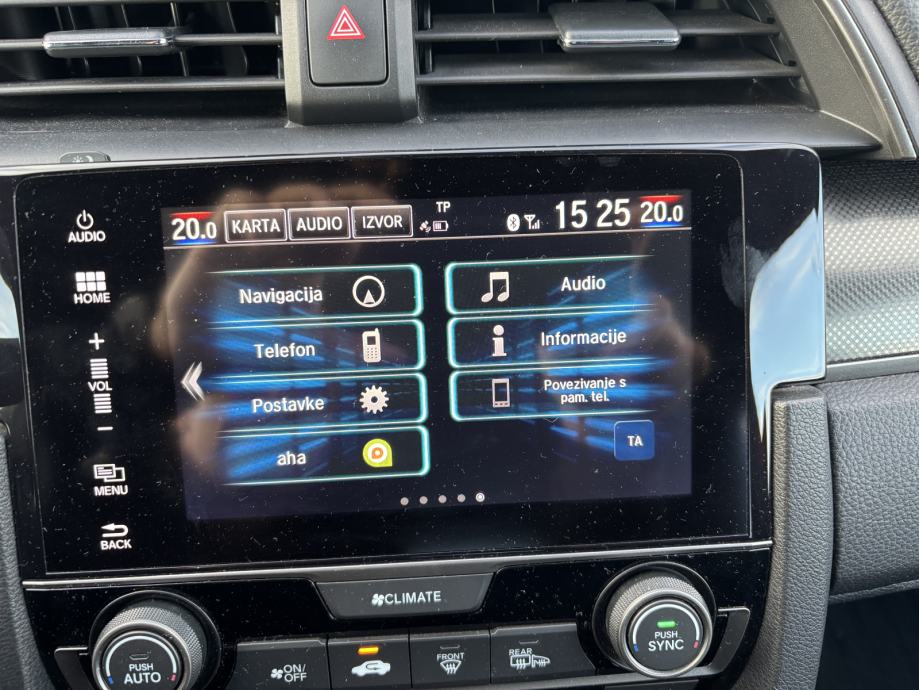 AUDIO
HOME
+
VOL
–
MENU
BACK
20.0 KARTA AUDIO IZVOR TP 15 25 20.0
Navigacija
Audio
Telefon
Informacije
Postavke
Povezivanje s
pam. tel.
aha
TA
CLIMATE
PUSH
AUTO
ON/
OFF
FRONT
REAR
PUSH
SYNC